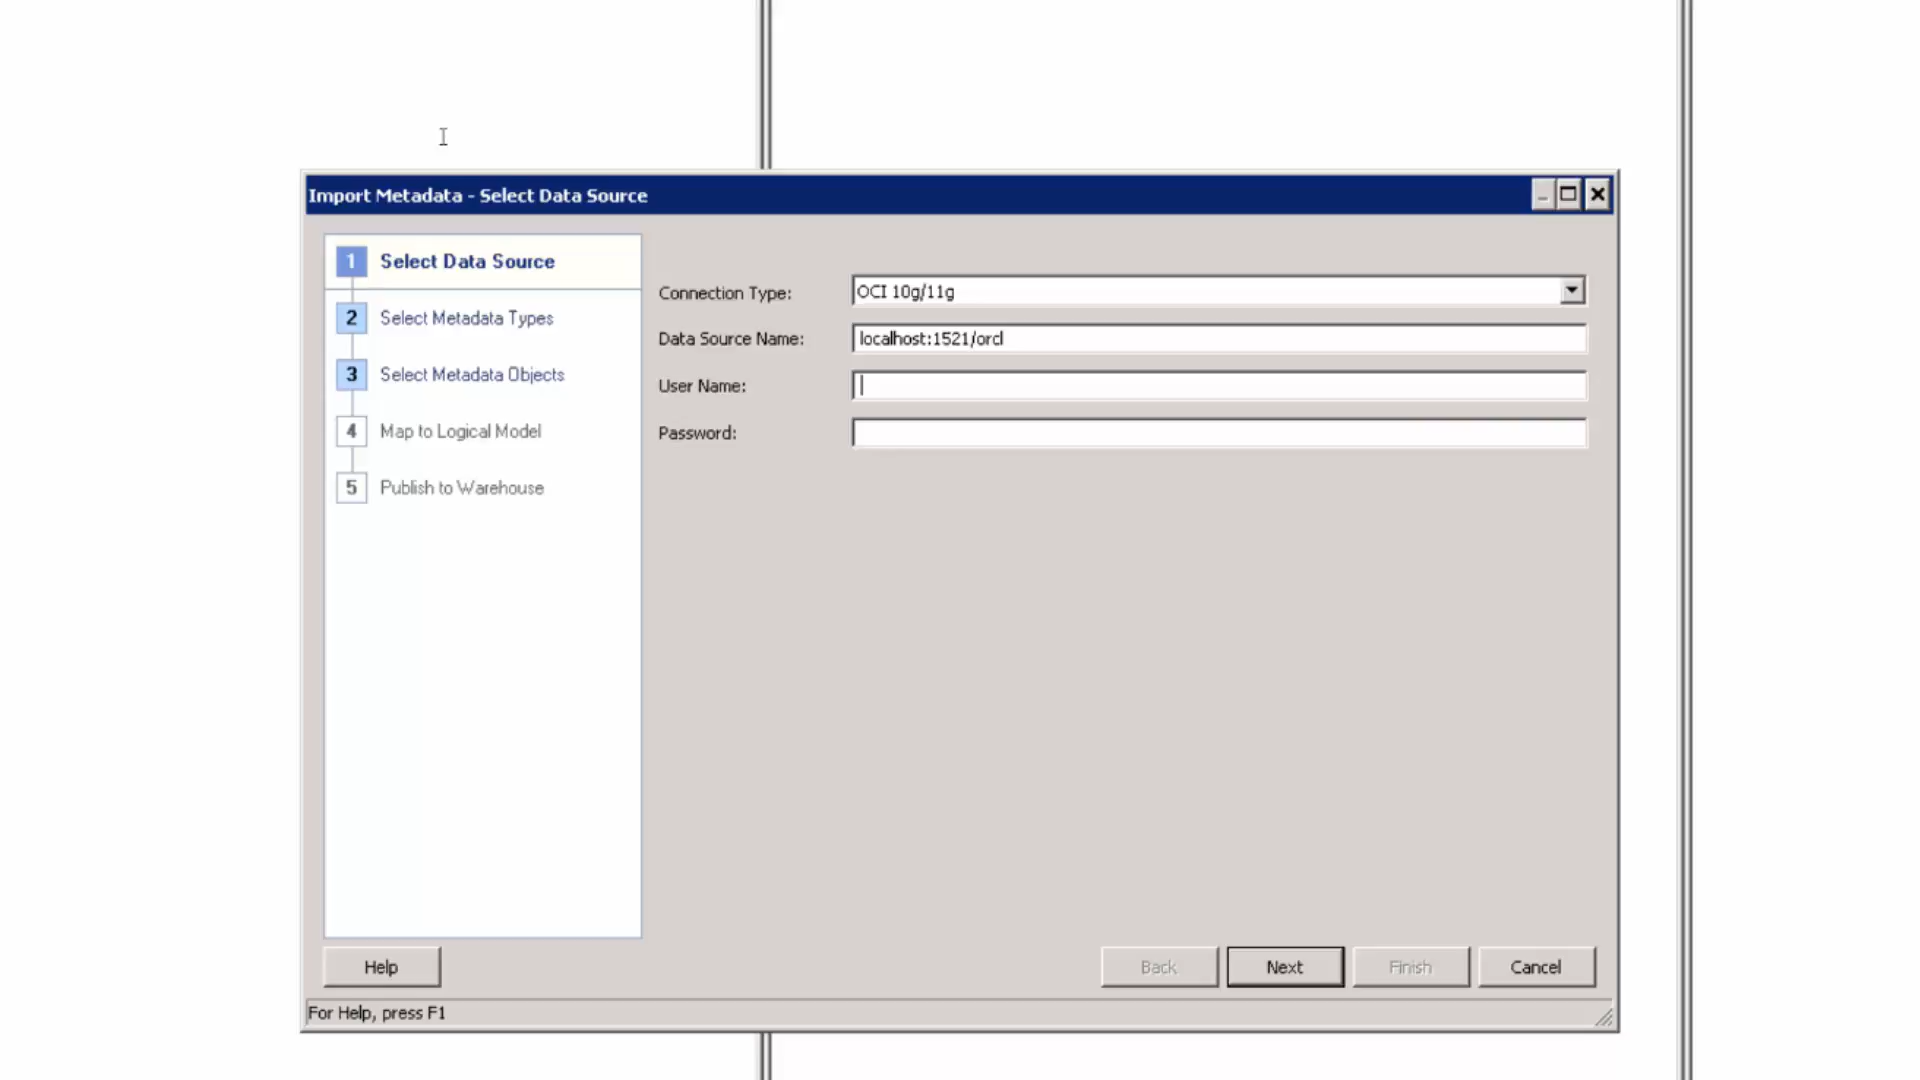 Import Metadata - Select Data Source
1 Select Data Source
2 Select Metadata Types
3 Select Metadata Objects
4 Map to Logical Model
5 Publish to Warehouse
Connection Type: OCI 10g/11g
Data Source Name: localhost:1521/orcl
User Name:
Password:
Help
Back
Next
Finish
Cancel
For Help, press F1